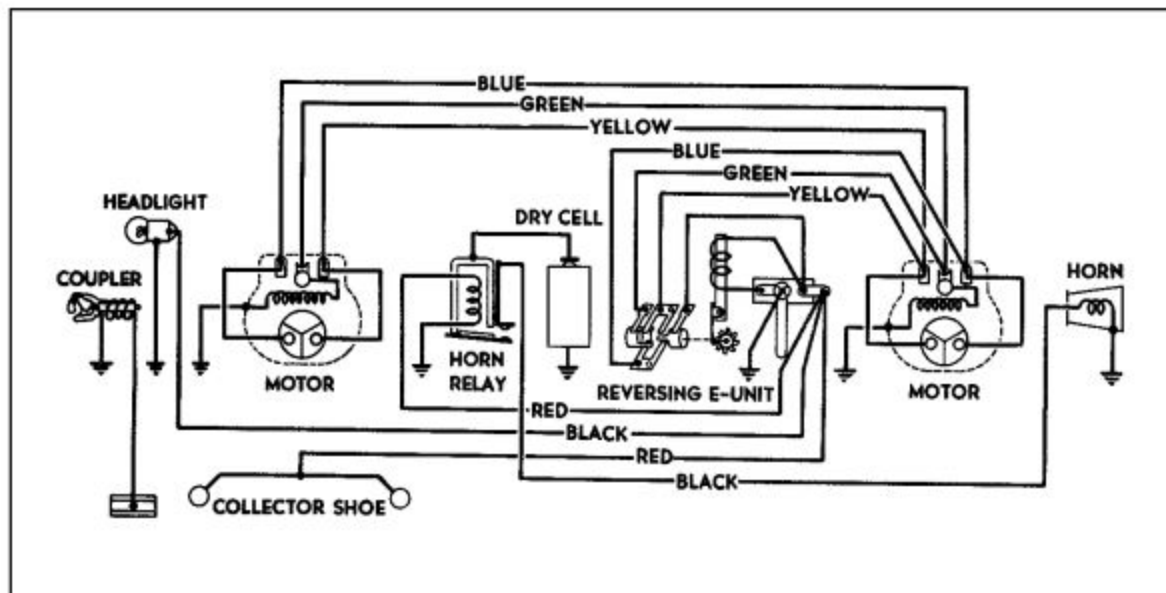 BLUE
GREEN
YELLOW
BLUE
GREEN
YELLOW
HEADLIGHT
DRY CELL
COUPLER
HORN
MOTOR
HORN
RELAY
REVERSING E-UNIT
MOTOR
RED
BLACK
RED
BLACK
COLLECTOR SHOE